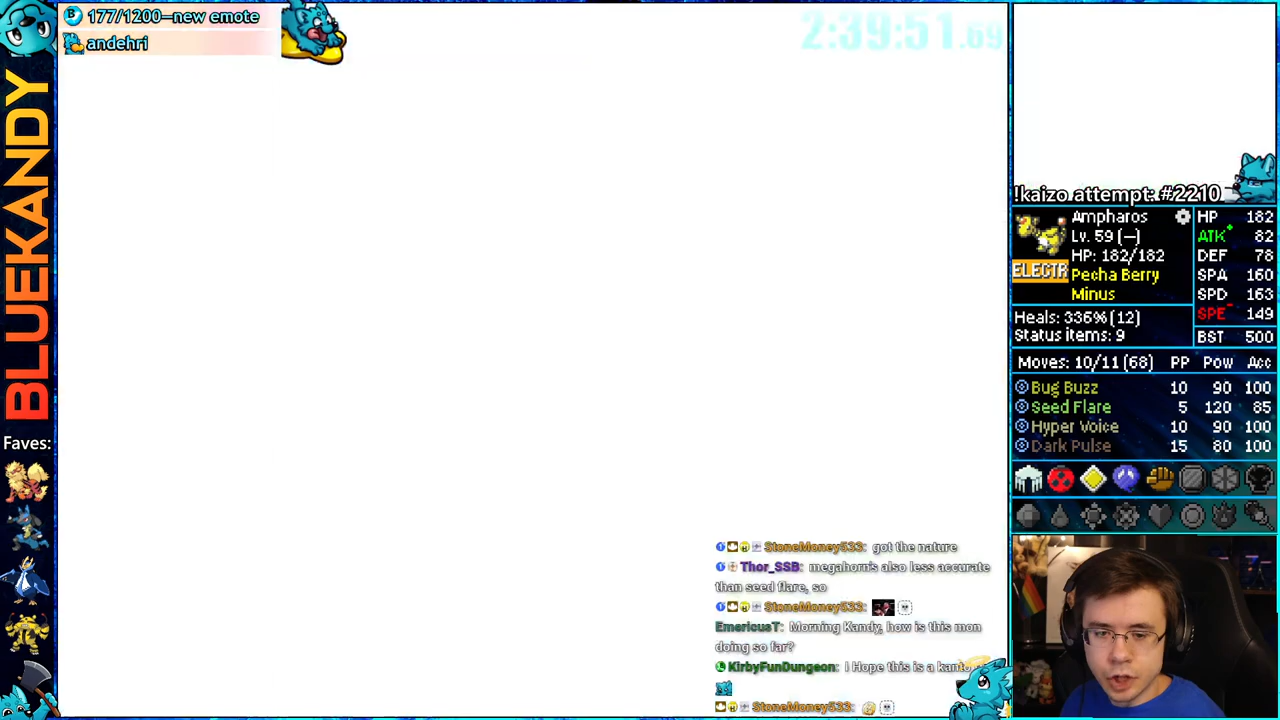 177/1200—new emote
andehri
2:39:51.69
BLUEKANDY
Faves:
!kaizo attempt: #2210
Ampharos
Lv. 59 (—)
HP: 182/182
ELECTR
Pecha Berry
Minus
HP 182
ATK+ 82
DEF 78
SPA 160
SPD 163
SPE- 149
BST 500
Heals: 336% (12)
Status items: 9
Moves: 10/11 (68) PP Pow Acc
Bug Buzz 10 90 100
Seed Flare 5 120 85
Hyper Voice 10 90 100
Dark Pulse 15 80 100
StoneMoney533: got the nature
Thor_SSB: megahorn's also less accurate
than seed flare, so
StoneMoney533:
EmericusT: Morning Kandy, how is this mon
doing so far?
KirbyFunDungeon: I Hope this is a kanto
StoneMoney533: